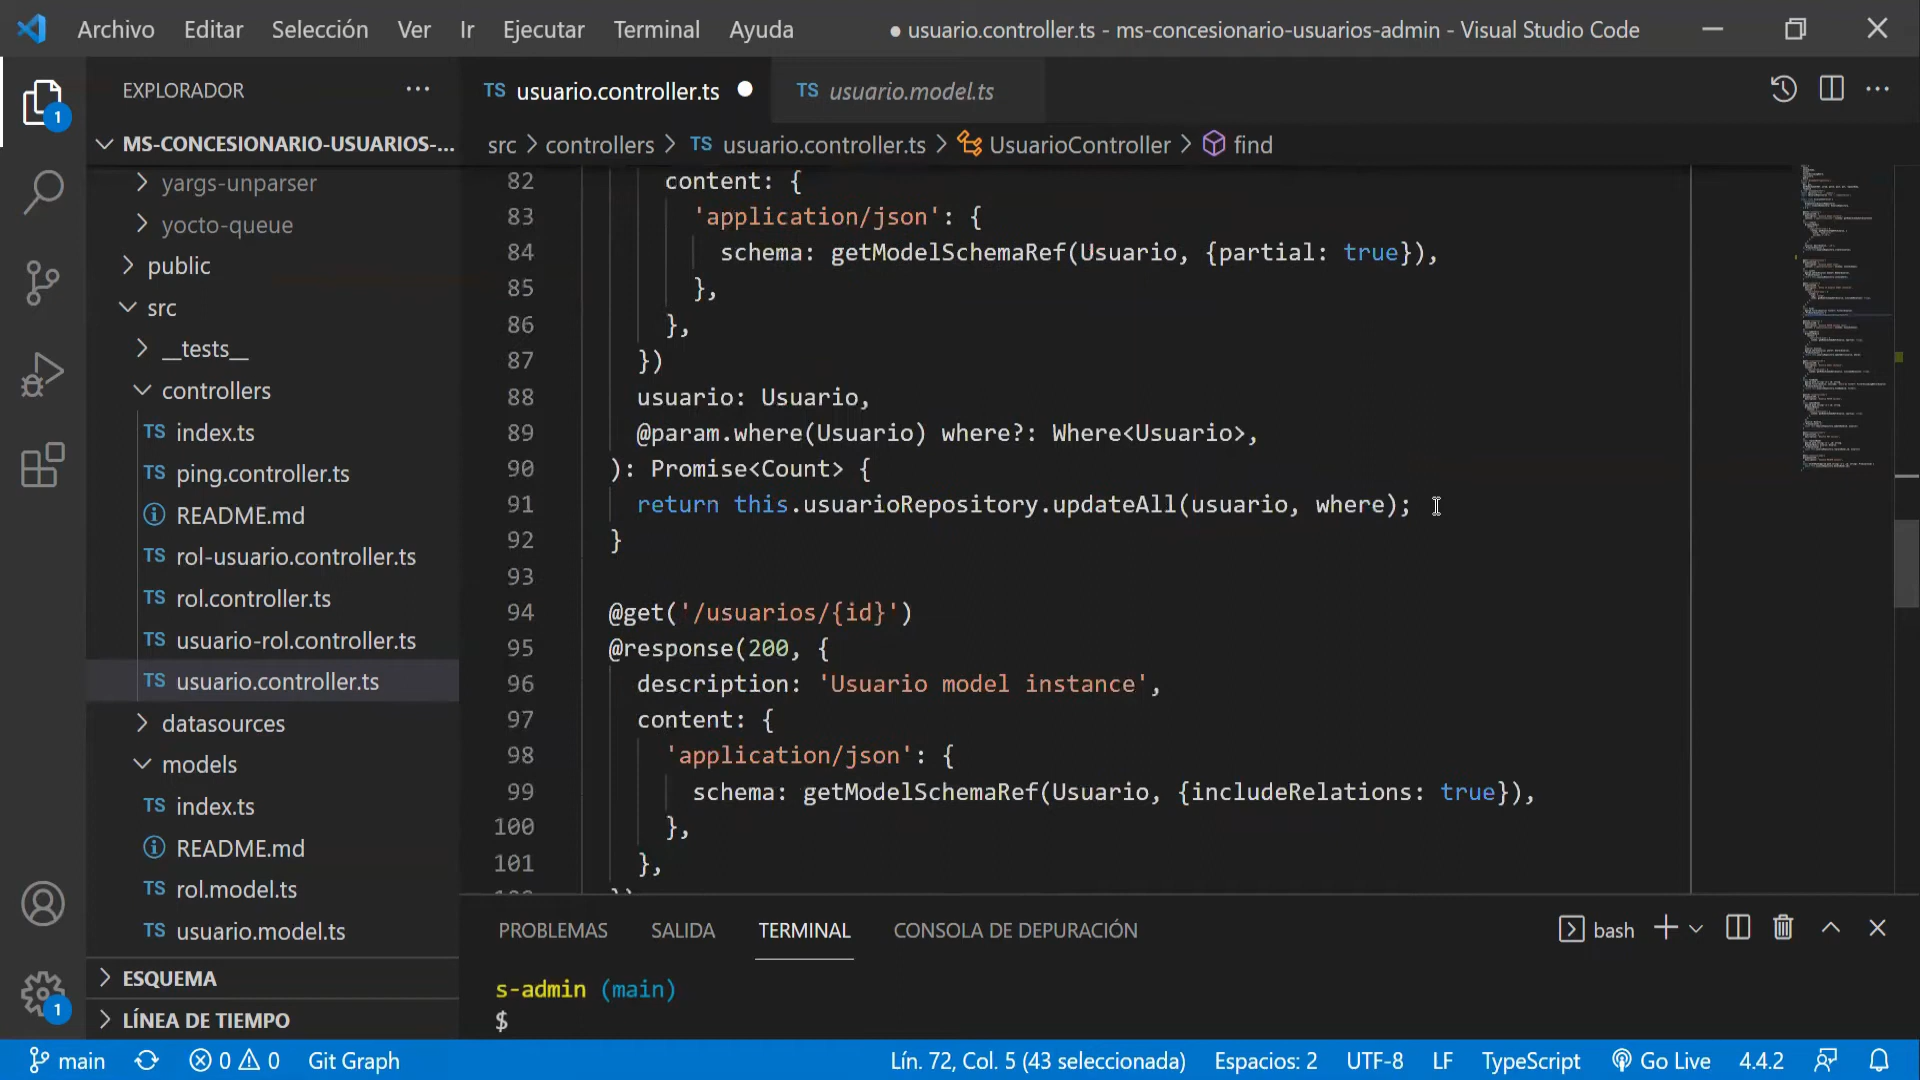 Archivo Editar Selección Ver Ir Ejecutar Terminal Ayuda ● usuario.controller.ts - ms-concesionario-usuarios-admin - Visual Studio Code
EXPLORADOR
MS-CONCESIONARIO-USUARIOS-...
yargs-unparser
yocto-queue
public
src
__tests__
controllers
TS index.ts
TS ping.controller.ts
README.md
TS rol-usuario.controller.ts
TS rol.controller.ts
TS usuario-rol.controller.ts
TS usuario.controller.ts
datasources
models
TS index.ts
README.md
TS rol.model.ts
TS usuario.model.ts
ESQUEMA
LÍNEA DE TIEMPO
1
1
TS usuario.controller.ts ● TS usuario.model.ts
src > controllers > TS usuario.controller.ts > UsuarioController > find
82 content: {
83 'application/json': {
84 schema: getModelSchemaRef(Usuario, {partial: true}),
85 },
86 },
87 })
88 usuario: Usuario,
89 @param.where(Usuario) where?: Where<Usuario>,
90 ): Promise<Count> {
91 return this.usuarioRepository.updateAll(usuario, where);
92 }
93
94 @get('/usuarios/{id}')
95 @response(200, {
96 description: 'Usuario model instance',
97 content: {
98 'application/json': {
99 schema: getModelSchemaRef(Usuario, {includeRelations: true}),
100 },
101 },
PROBLEMAS SALIDA TERMINAL CONSOLA DE DEPURACIÓN bash
s-admin (main)
$
main 0 0 Git Graph Lín. 72, Col. 5 (43 seleccionada) Espacios: 2 UTF-8 LF TypeScript Go Live 4.4.2